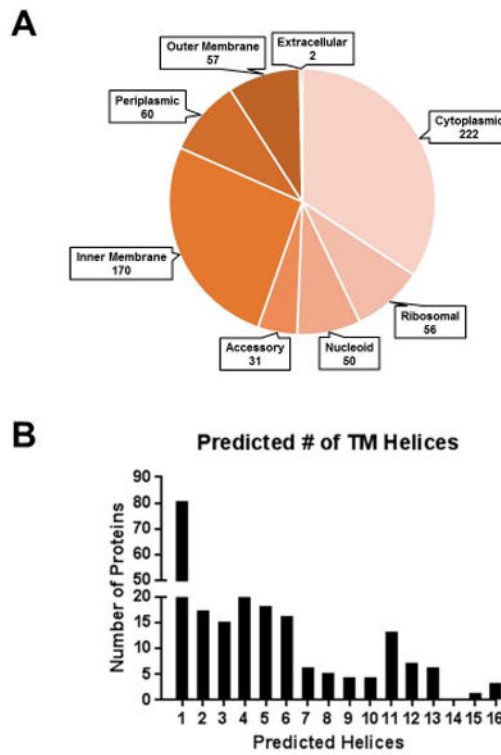 A
Extracellular
2
Outer Membrane
57
Periplasmic
60
Cytoplasmic
222
Inner Membrane
170
Ribosomal
56
Accessory
31
Nucleoid
50
B
Predicted # of TM Helices
Number of Proteins
90
80
70
60
50
20
15
10
5
0
1 2 3 4 5 6 7 8 9 10 11 12 13 14 15 16
Predicted Helices